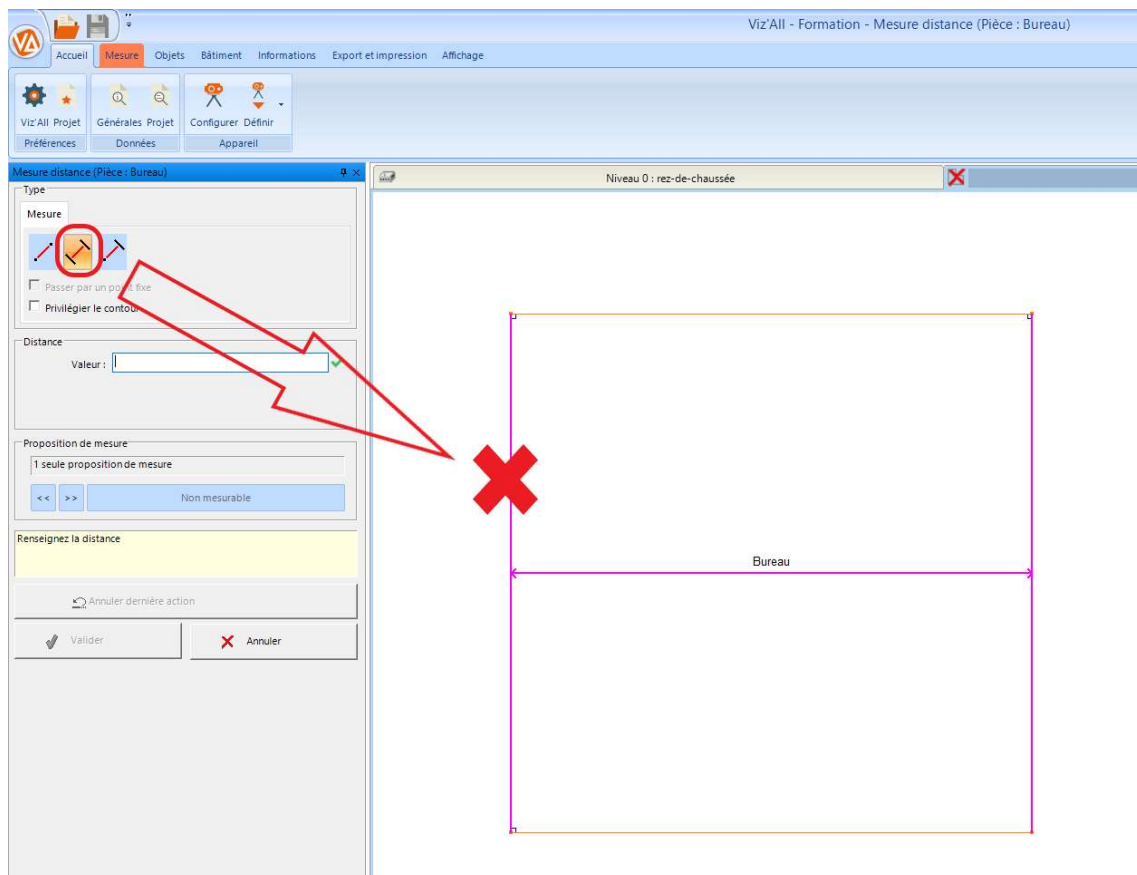 Viz'All - Formation - Mesure distance (Pièce : Bureau)
Accueil Mesure Objets Bâtiment Informations Export et impression Affichage
Viz'All Projet Générales Projet Configurer Définir
Préférences Données Appareil
Mesure distance (Pièce : Bureau)
Niveau 0 : rez-de-chaussée
Type
Mesure
Passer par un point fixe
Privilégier le contour
Distance
Valeur :
Proposition de mesure
1 seule proposition de mesure
<< >> Non mesurable
Renseignez la distance
Bureau
Annuler dernière action
Valider Annuler